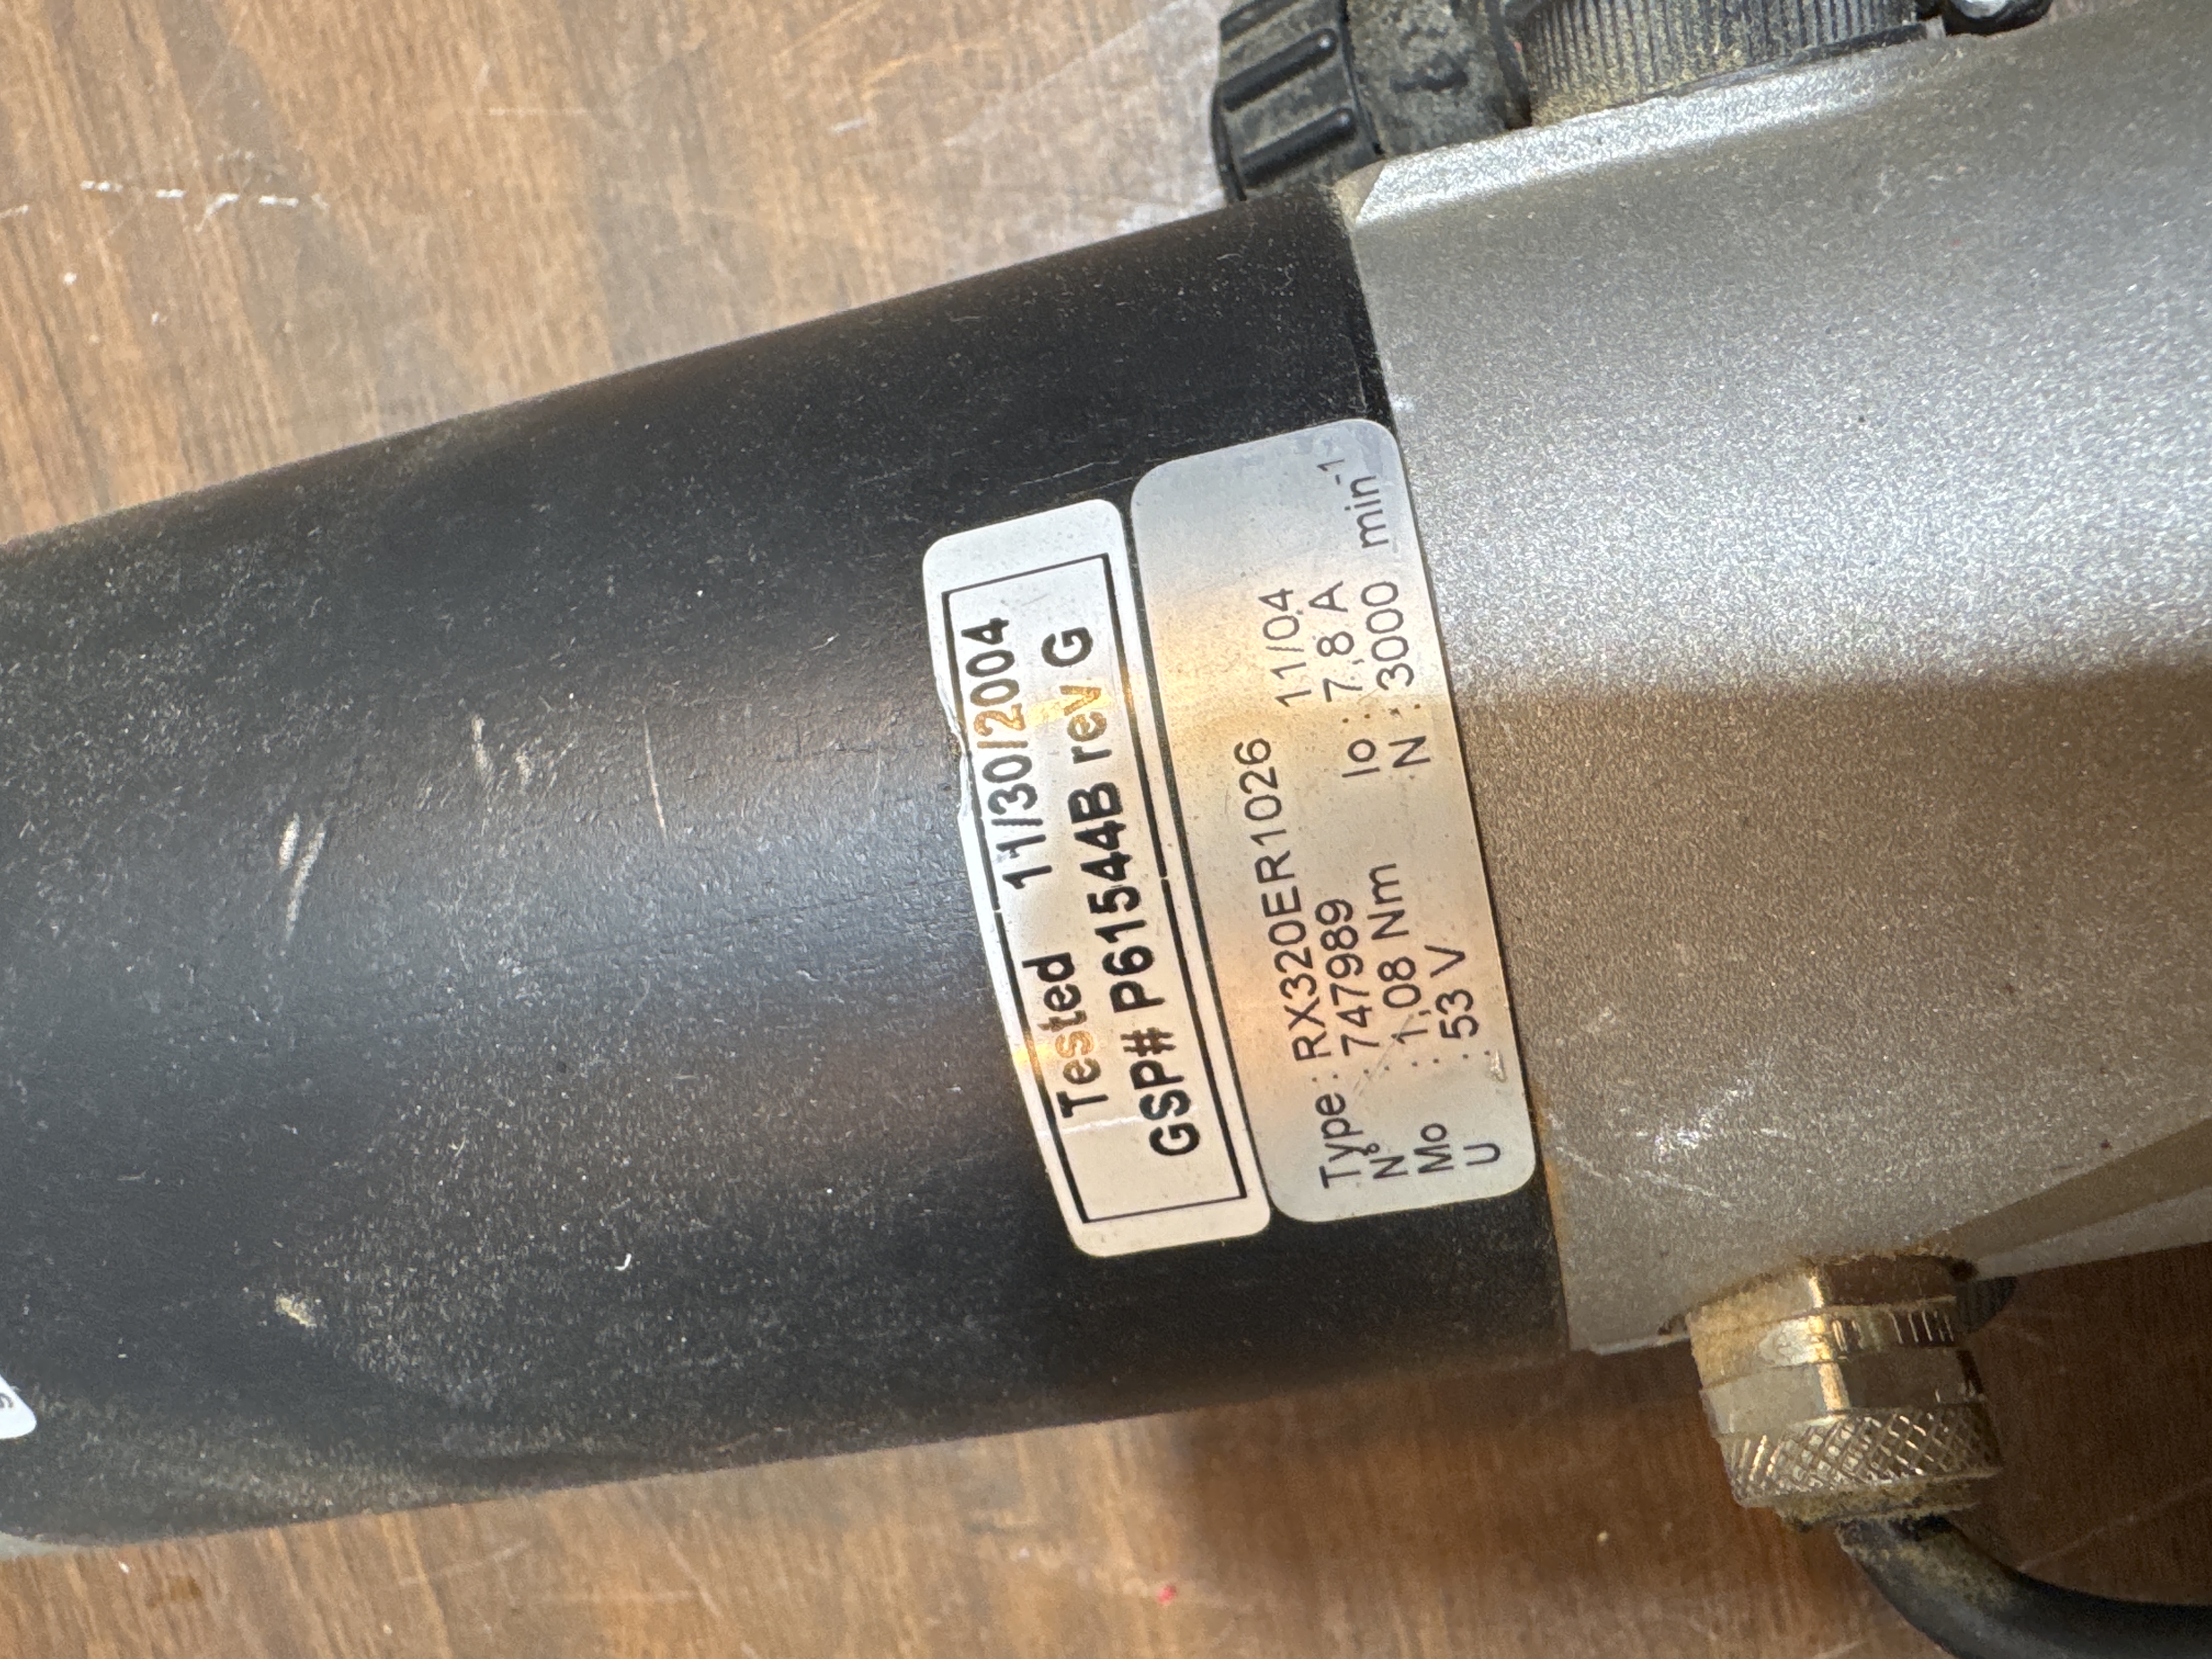 Tested 11/30/2004
GSP# P61544B rev G
Type : RX320ER1026 11/04
N° : 747989 Io : 7,8 A
Mo : 1,08 Nm N : 3000 min-1
U : 53 V